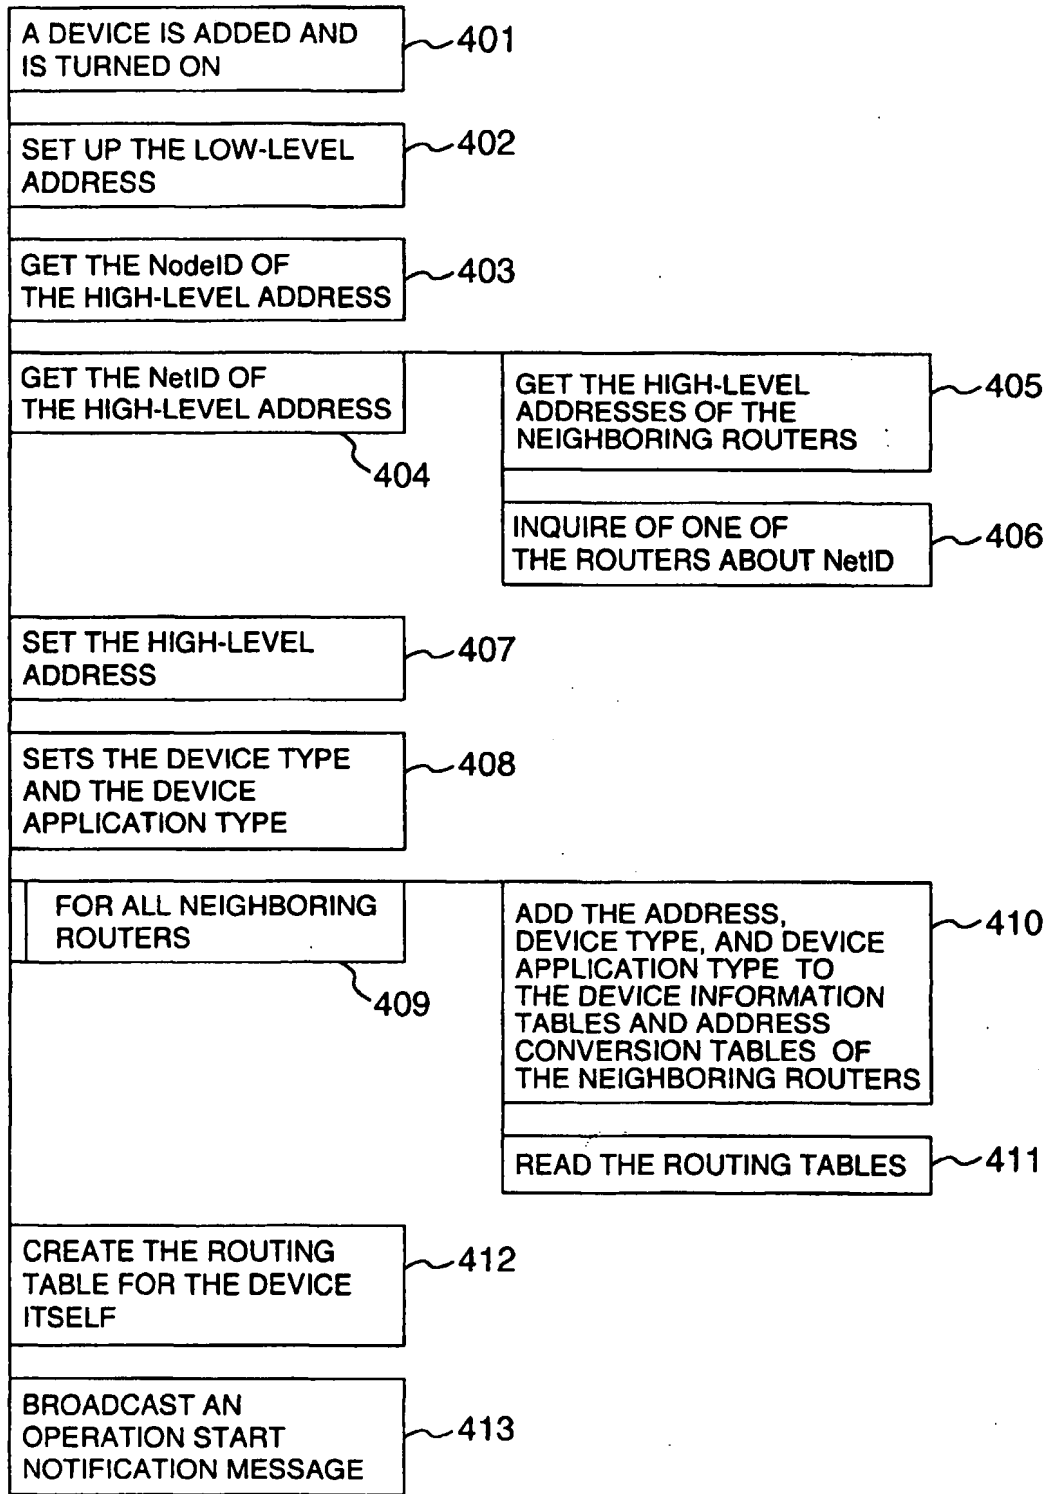 A DEVICE IS ADDED AND
IS TURNED ON
401
SET UP THE LOW-LEVEL
ADDRESS
402
GET THE NodeID OF
THE HIGH-LEVEL ADDRESS
403
GET THE NetID OF
THE HIGH-LEVEL ADDRESS
404
GET THE HIGH-LEVEL
ADDRESSES OF THE
NEIGHBORING ROUTERS
405
INQUIRE OF ONE OF
THE ROUTERS ABOUT NetID
406
SET THE HIGH-LEVEL
ADDRESS
407
SETS THE DEVICE TYPE
AND THE DEVICE
APPLICATION TYPE
408
FOR ALL NEIGHBORING
ROUTERS
409
ADD THE ADDRESS,
DEVICE TYPE, AND DEVICE
APPLICATION TYPE TO
THE DEVICE INFORMATION
TABLES AND ADDRESS
CONVERSION TABLES OF
THE NEIGHBORING ROUTERS
410
READ THE ROUTING TABLES
411
CREATE THE ROUTING
TABLE FOR THE DEVICE
ITSELF
412
BROADCAST AN
OPERATION START
NOTIFICATION MESSAGE
413